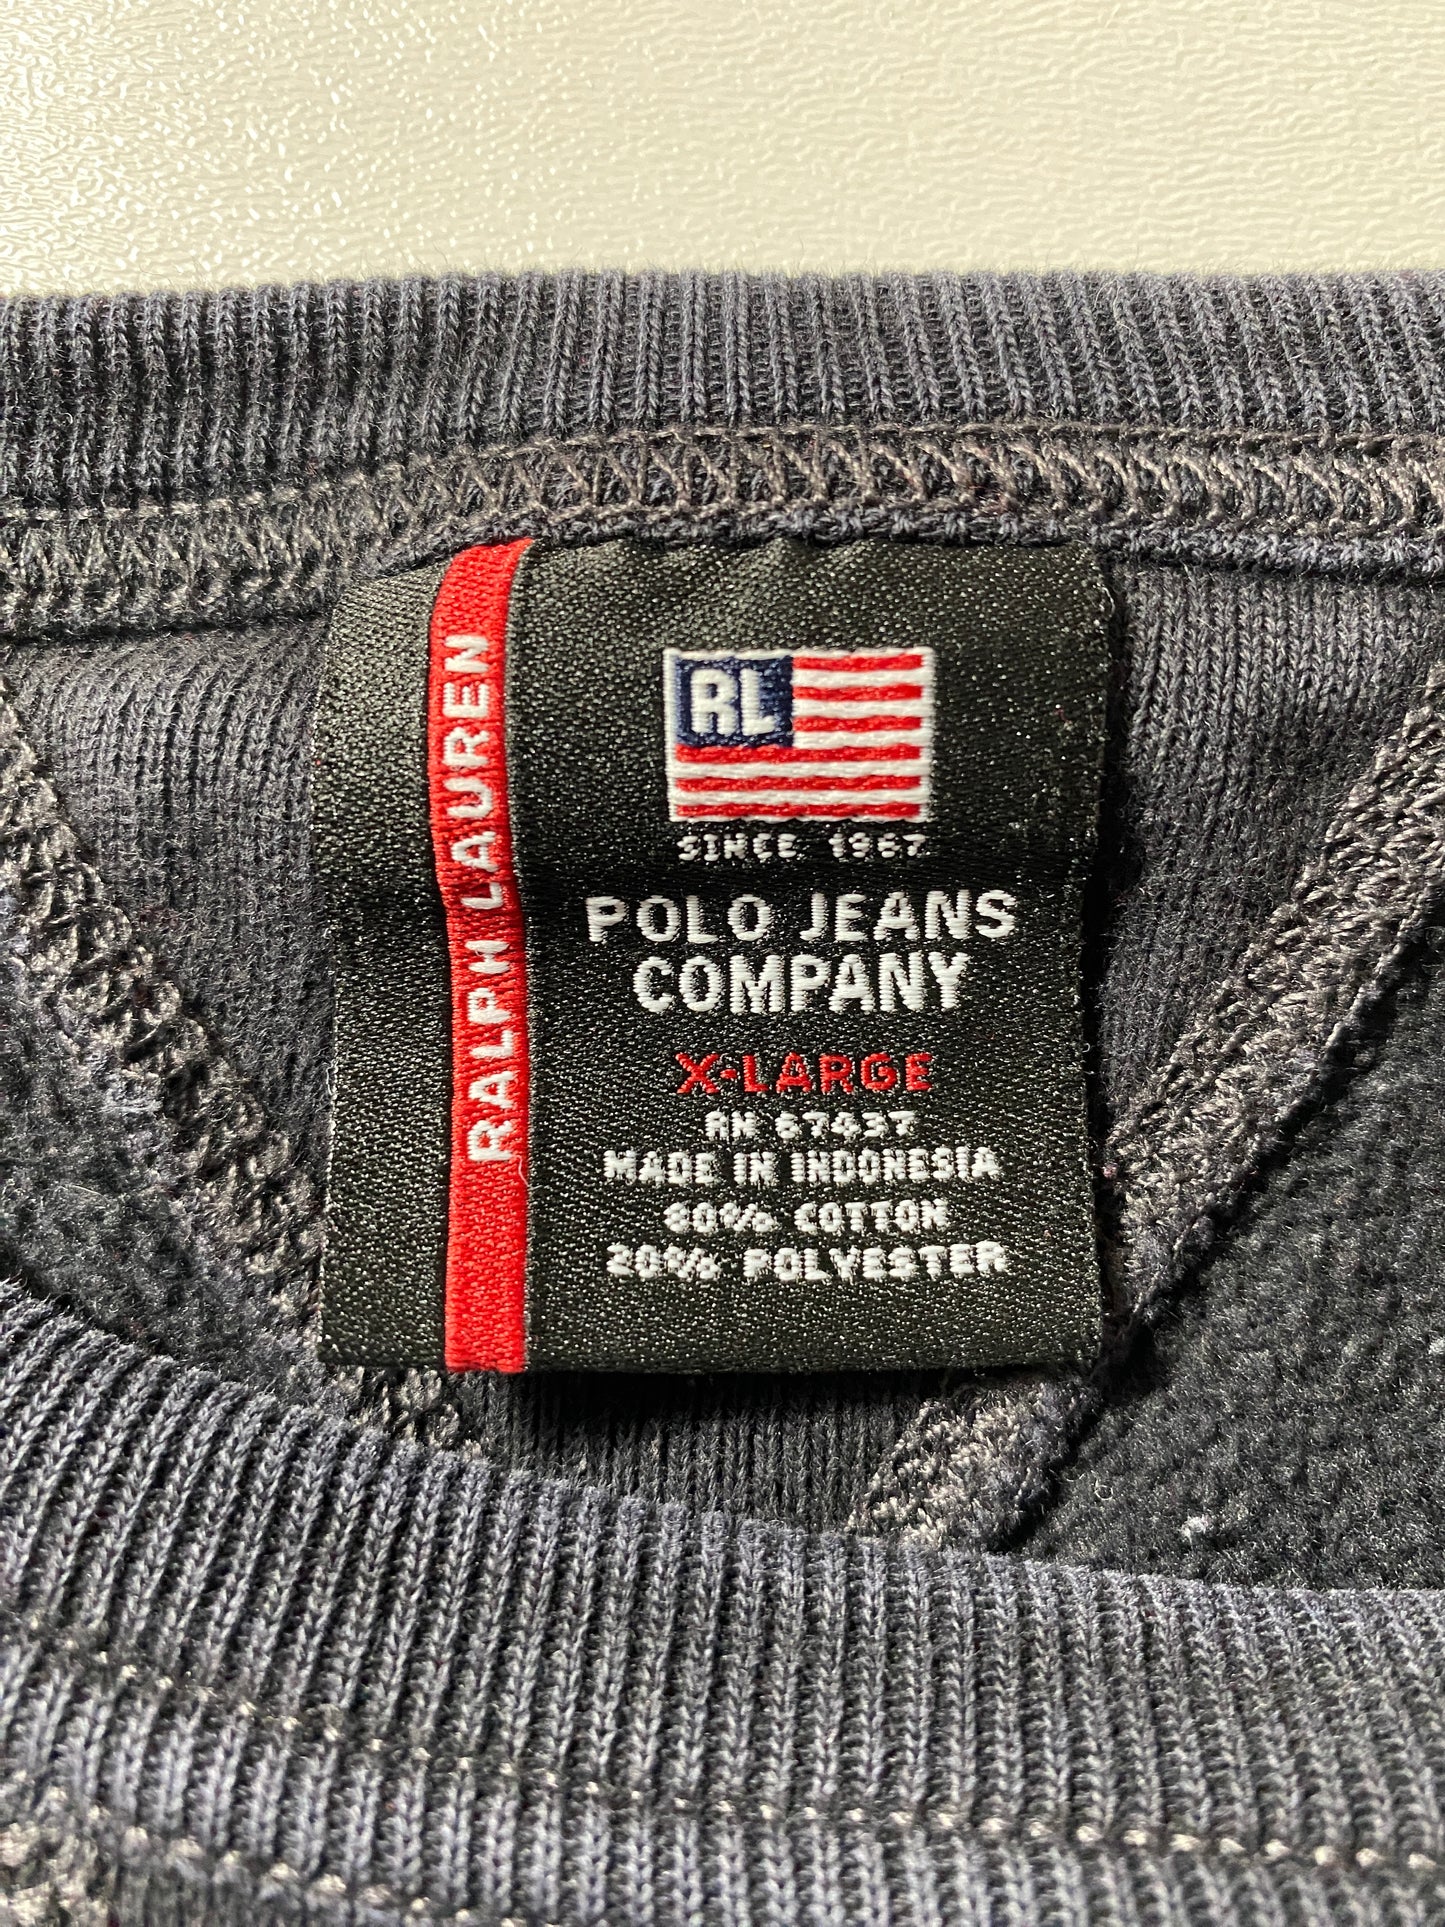 RALPH LAUREN
RL
SINCE 1967
POLO JEANS
COMPANY
X-LARGE
RN 67437
MADE IN INDONESIA
80% COTTON
20% POLYESTER